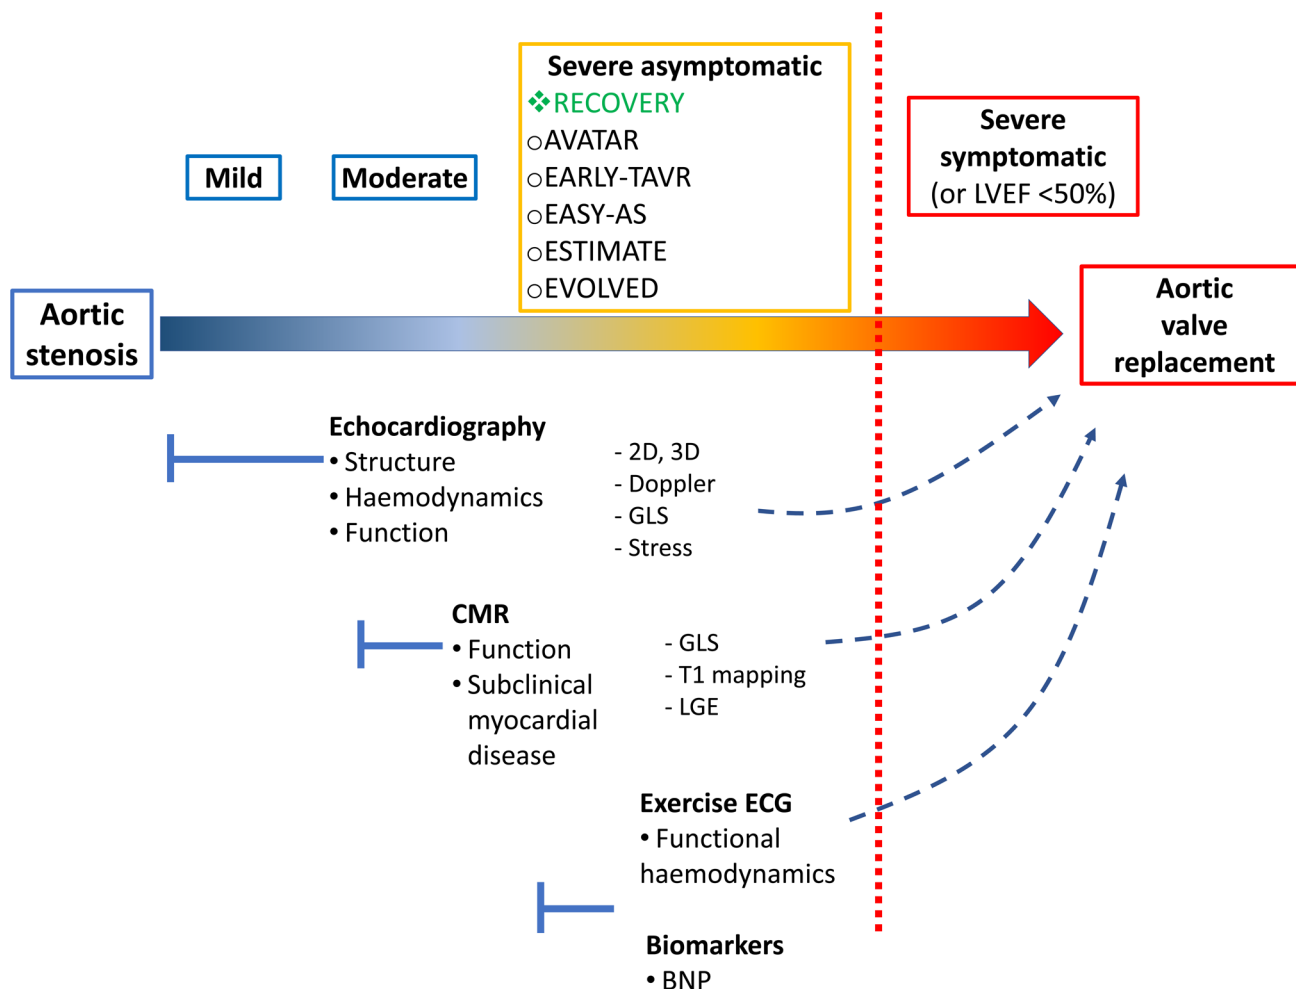 Severe asymptomatic
❖RECOVERY
○AVATAR
○EARLY-TAVR
○EASY-AS
○ESTIMATE
○EVOLVED
Mild
Moderate
Severe
symptomatic
(or LVEF <50%)
Aortic
stenosis
Aortic
valve
replacement
Echocardiography
• Structure
• Haemodynamics
• Function
- 2D, 3D
- Doppler
- GLS
- Stress
CMR
• Function
• Subclinical
myocardial
disease
- GLS
- T1 mapping
- LGE
Exercise ECG
• Functional
haemodynamics
Biomarkers
• BNP